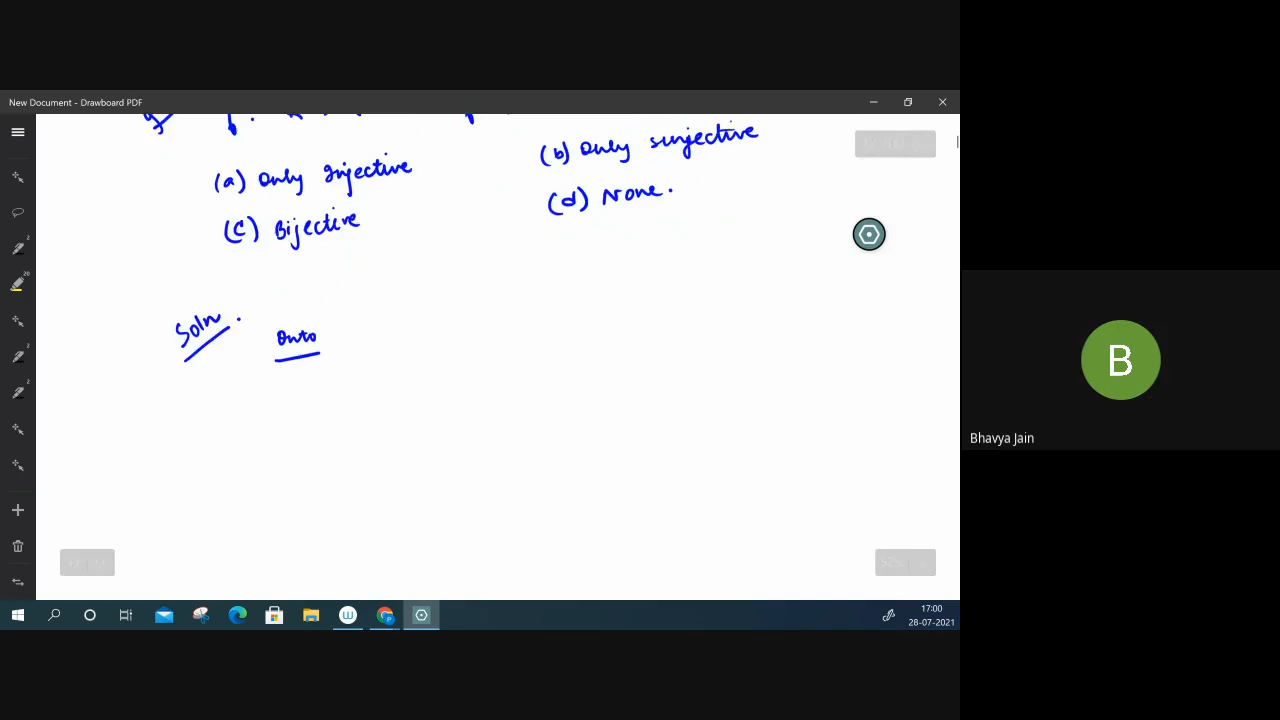 New Document - Drawboard PDF
(a) Only Injective
(b) Only surjective
(c) Bijective
(d) None.
Soln.
Onto
B
Bhavya Jain
17:00
28-07-2021